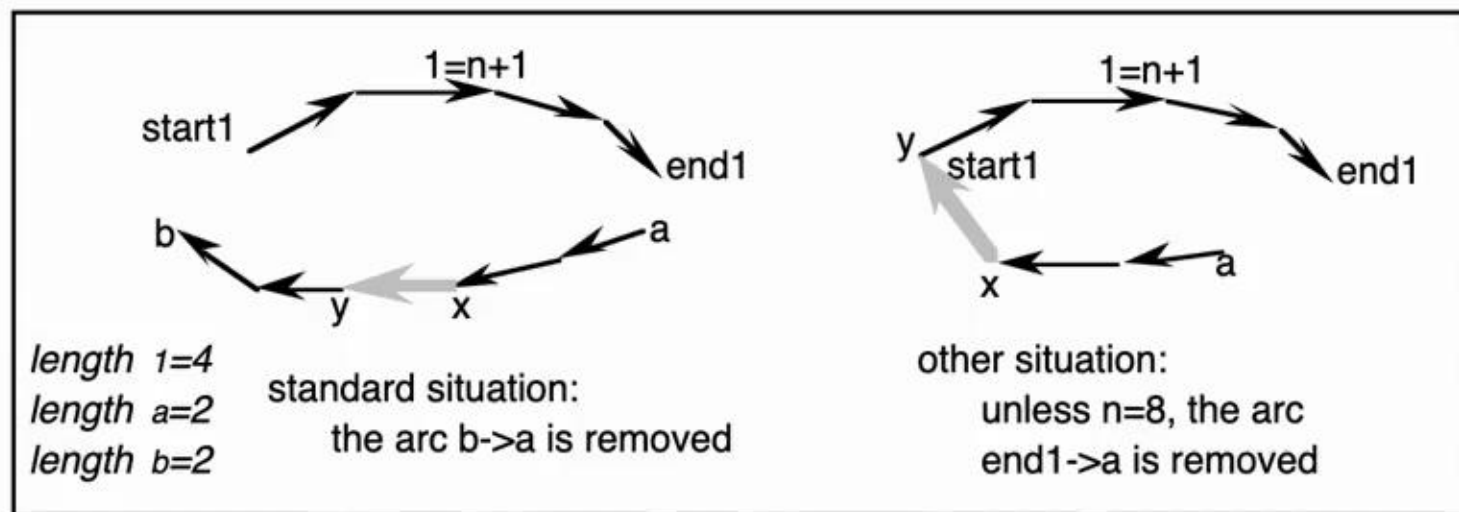 1=n+1
start1
end1
b
a
y
x
length 1=4
length a=2
length b=2
standard situation:
the arc b->a is removed
1=n+1
y
start1
end1
a
x
other situation:
unless n=8, the arc
end1->a is removed